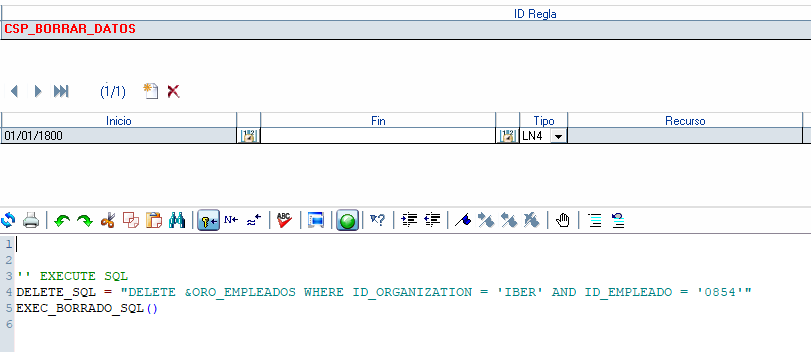 ID Regla
CSP_BORRAR_DATOS
(1/1)
Inicio Fin Tipo Recurso
01/01/1800 LN4
1
2
3 '' EXECUTE SQL
4 DELETE_SQL = "DELETE &ORO_EMPLEADOS WHERE ID_ORGANIZATION = 'IBER' AND ID_EMPLEADO = '0854'"
5 EXEC_BORRADO_SQL()
6